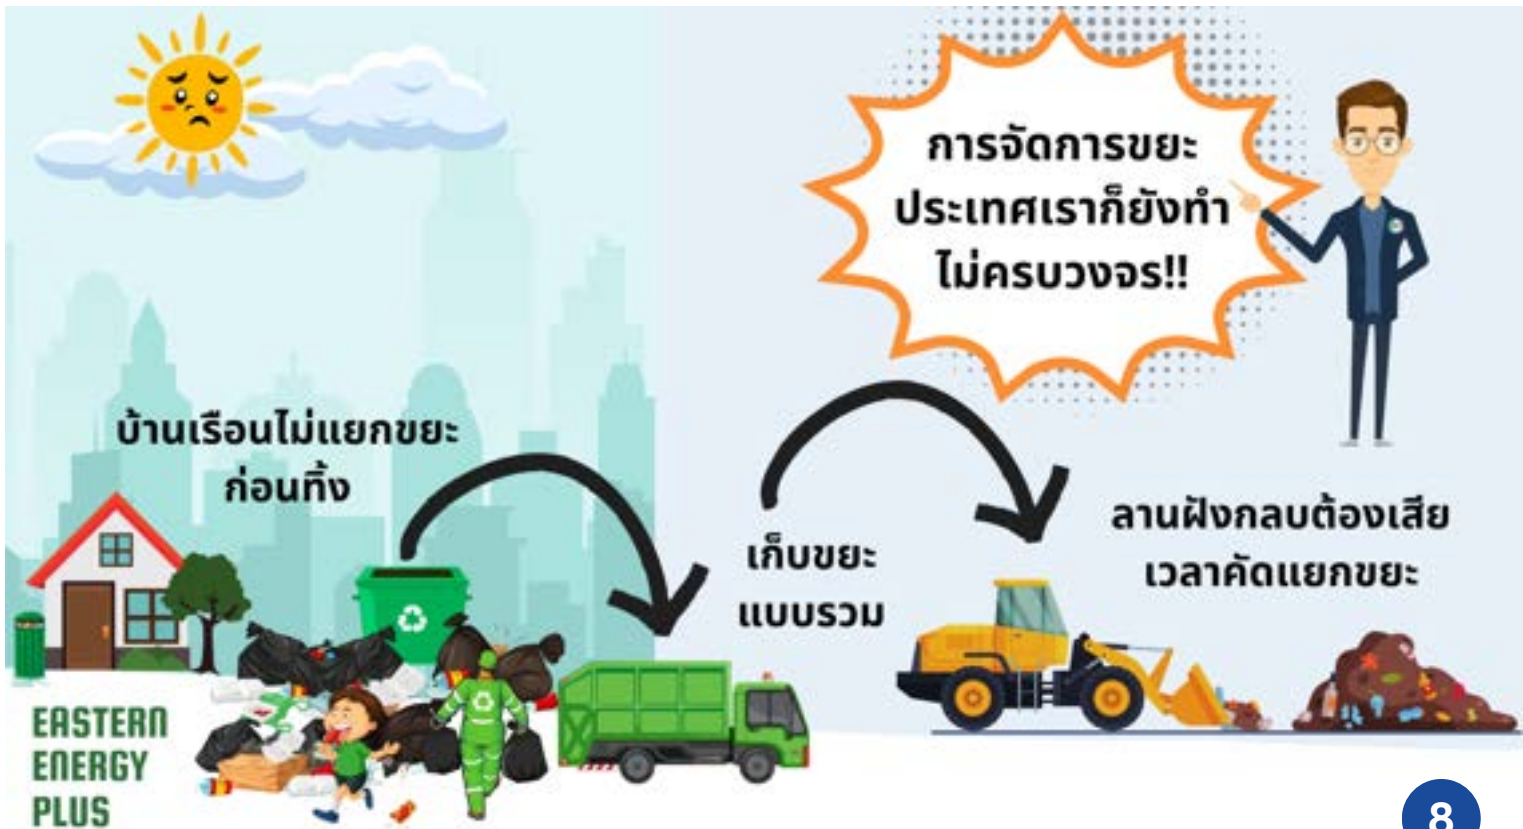 การจัดการขยะ
ประเทศเราก็ยังทำ
ไม่ครบวงจร!!
บ้านเรือนไม่แยกขยะ
ก่อนทิ้ง
เก็บขยะ
แบบรวม
ลานฝังกลบต้องเสีย
เวลาคัดแยกขยะ
EASTERN
ENERGY
PLUS
8